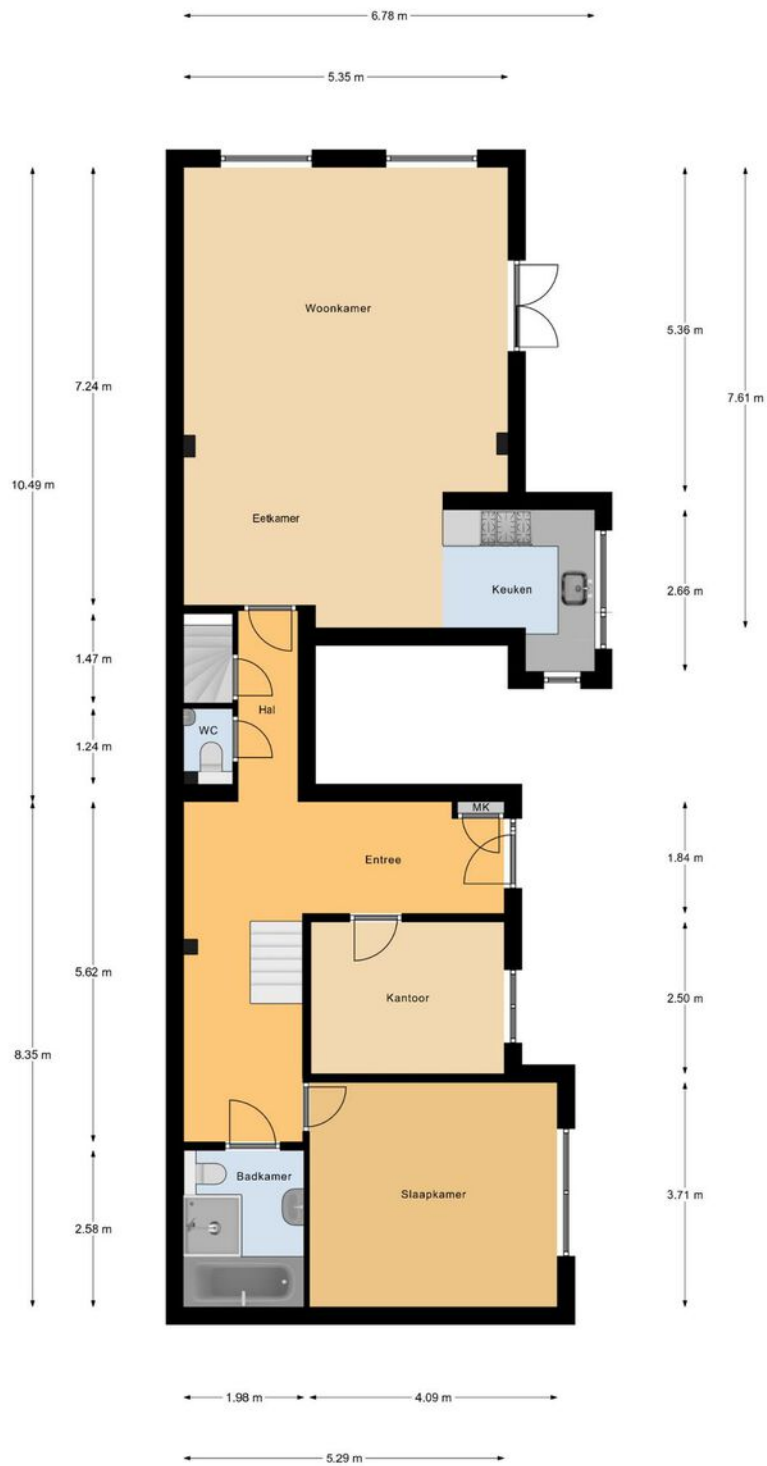 6.78 m
5.35 m
Woonkamer
5.36 m
7.24 m
7.61 m
10.49 m
Eetkamer
Keuken
2.66 m
1.47 m
Hal
WC
1.24 m
MK
Entree
1.84 m
5.62 m
Kantoor
2.50 m
8.35 m
Badkamer
Slaapkamer
3.71 m
2.58 m
1.98 m
4.09 m
5.29 m